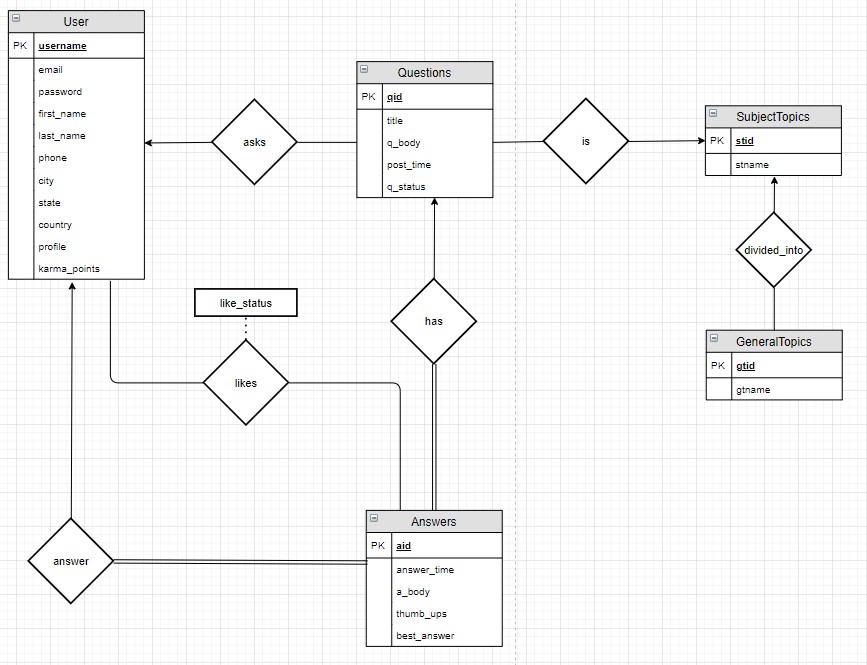 User
PK username
email
password
first_name
last_name
phone
city
state
country
profile
karma_points
asks
Questions
PK qid
title
q_body
post_time
q_status
is
SubjectTopics
PK stid
stname
divided_into
GeneralTopics
PK gtid
gtname
like_status
likes
has
answer
Answers
PK aid
answer_time
a_body
thumb_ups
best_answer